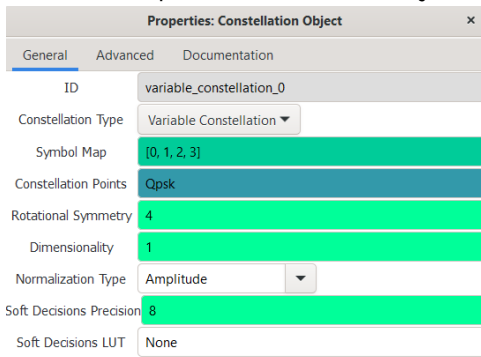 Properties: Constellation Object ×
General Advanced Documentation
ID variable_constellation_0
Constellation Type Variable Constellation
Symbol Map [0, 1, 2, 3]
Constellation Points Qpsk
Rotational Symmetry 4
Dimensionality 1
Normalization Type Amplitude
Soft Decisions Precision 8
Soft Decisions LUT None